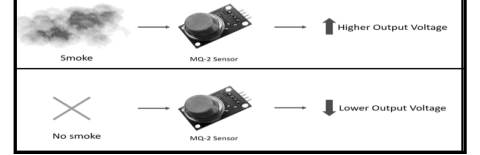 Higher Output Voltage
Smoke
MQ-2 Sensor
Lower Output Voltage
No smoke
MQ-2 Sensor